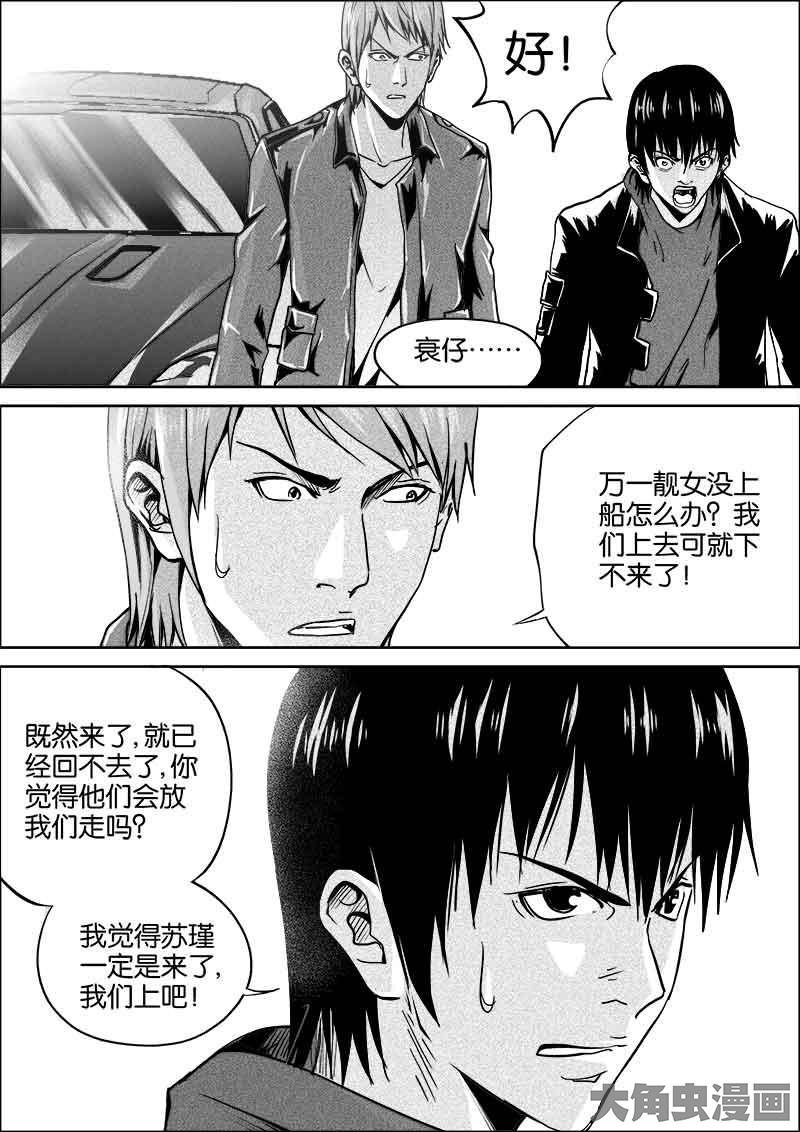 好！
衰仔……
万一靓女没上
船怎么办？我
们上去可就下
不来了！
既然来了，就已
经回不去了，你
觉得他们会放
我们走吗？
我觉得苏瑾
一定是来了，
我们上吧！
大角虫漫画